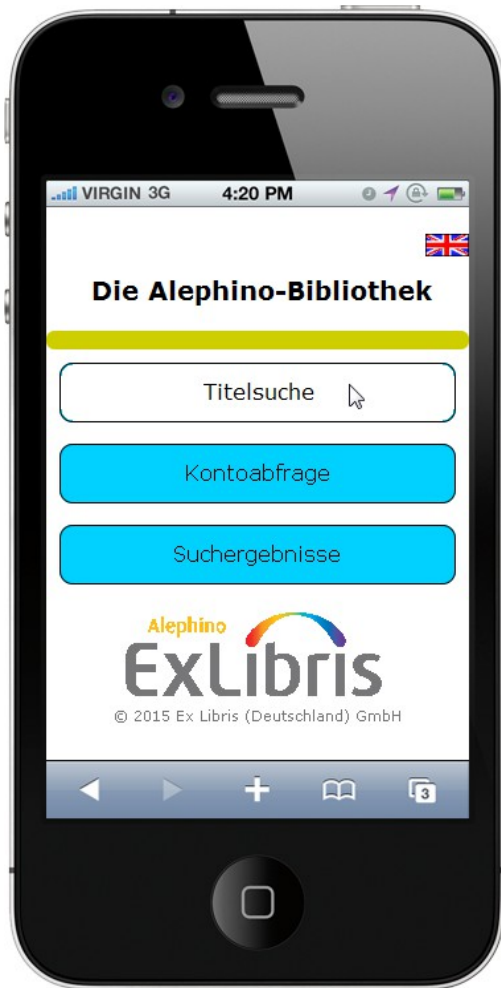 VIRGIN 3G 4:20 PM
Die Alephino-Bibliothek
Titelsuche
Kontoabfrage
Suchergebnisse
Alephino
ExLibris
© 2015 Ex Libris (Deutschland) GmbH
3